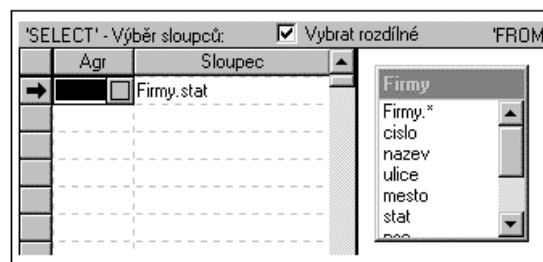 'SELECT' - Výběr sloupců:
Vybrat rozdílné
'FROM
Agr
Sloupec
Firmy.stat
Firmy
Firmy.*
cislo
nazev
ulice
mesto
stat